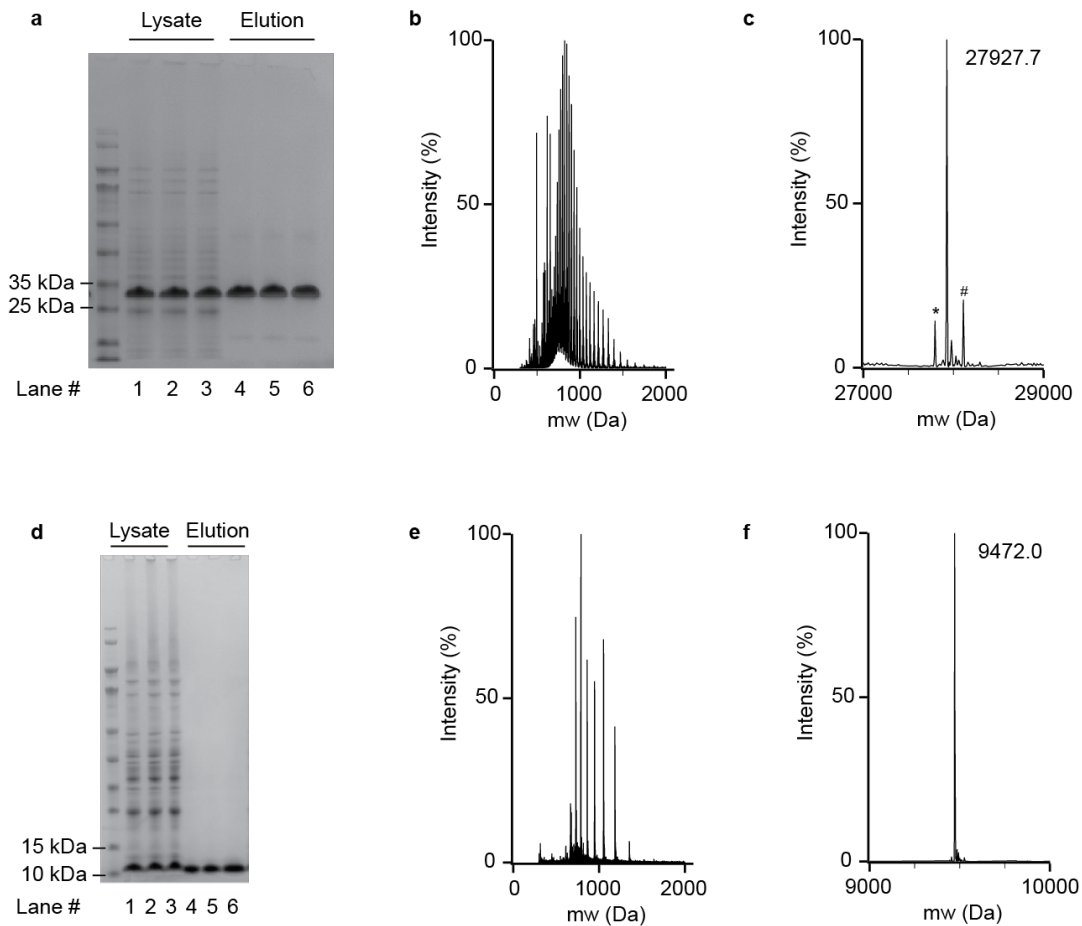 a
Lysate Elution
35 kDa
25 kDa
Lane # 1 2 3 4 5 6
b
100
50
0
Intensity (%)
0 1000 2000
mw (Da)
c
100
50
0
Intensity (%)
27927.7
*
#
27000 29000
mw (Da)
d
Lysate Elution
15 kDa
10 kDa
Lane # 1 2 3 4 5 6
e
100
50
0
Intensity (%)
0 1000 2000
mw (Da)
f
100
50
0
Intensity (%)
9472.0
9000 10000
mw (Da)